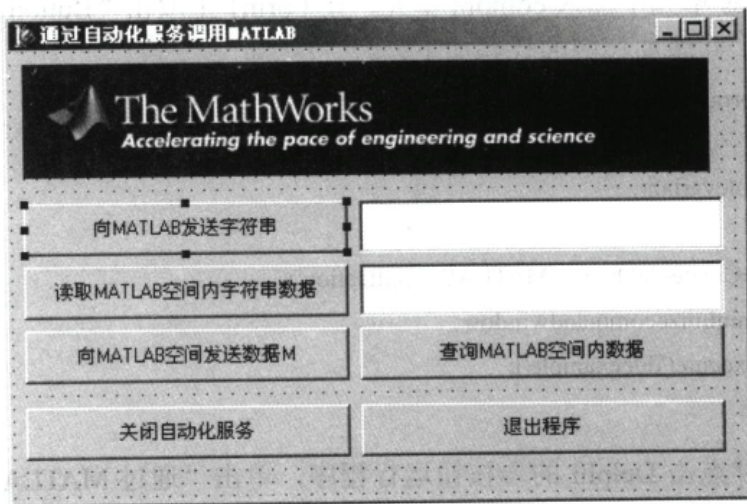 通过自动化服务调用MATLAB
The MathWorks
Accelerating the pace of engineering and science
向MATLAB发送字符串
读取MATLAB空间内字符串数据
向MATLAB空间发送数据M
查询MATLAB空间内数据
关闭自动化服务
退出程序